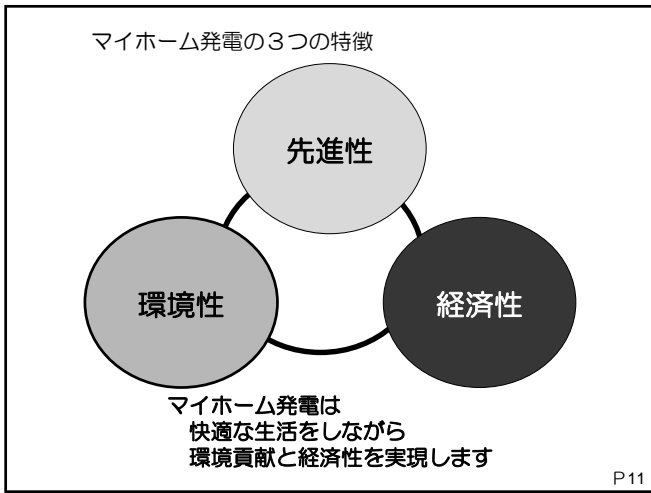 マイホーム発電の３つの特徴
先進性
環境性
経済性
マイホーム発電は
快適な生活をしながら
環境貢献と経済性を実現します
Ｐ11